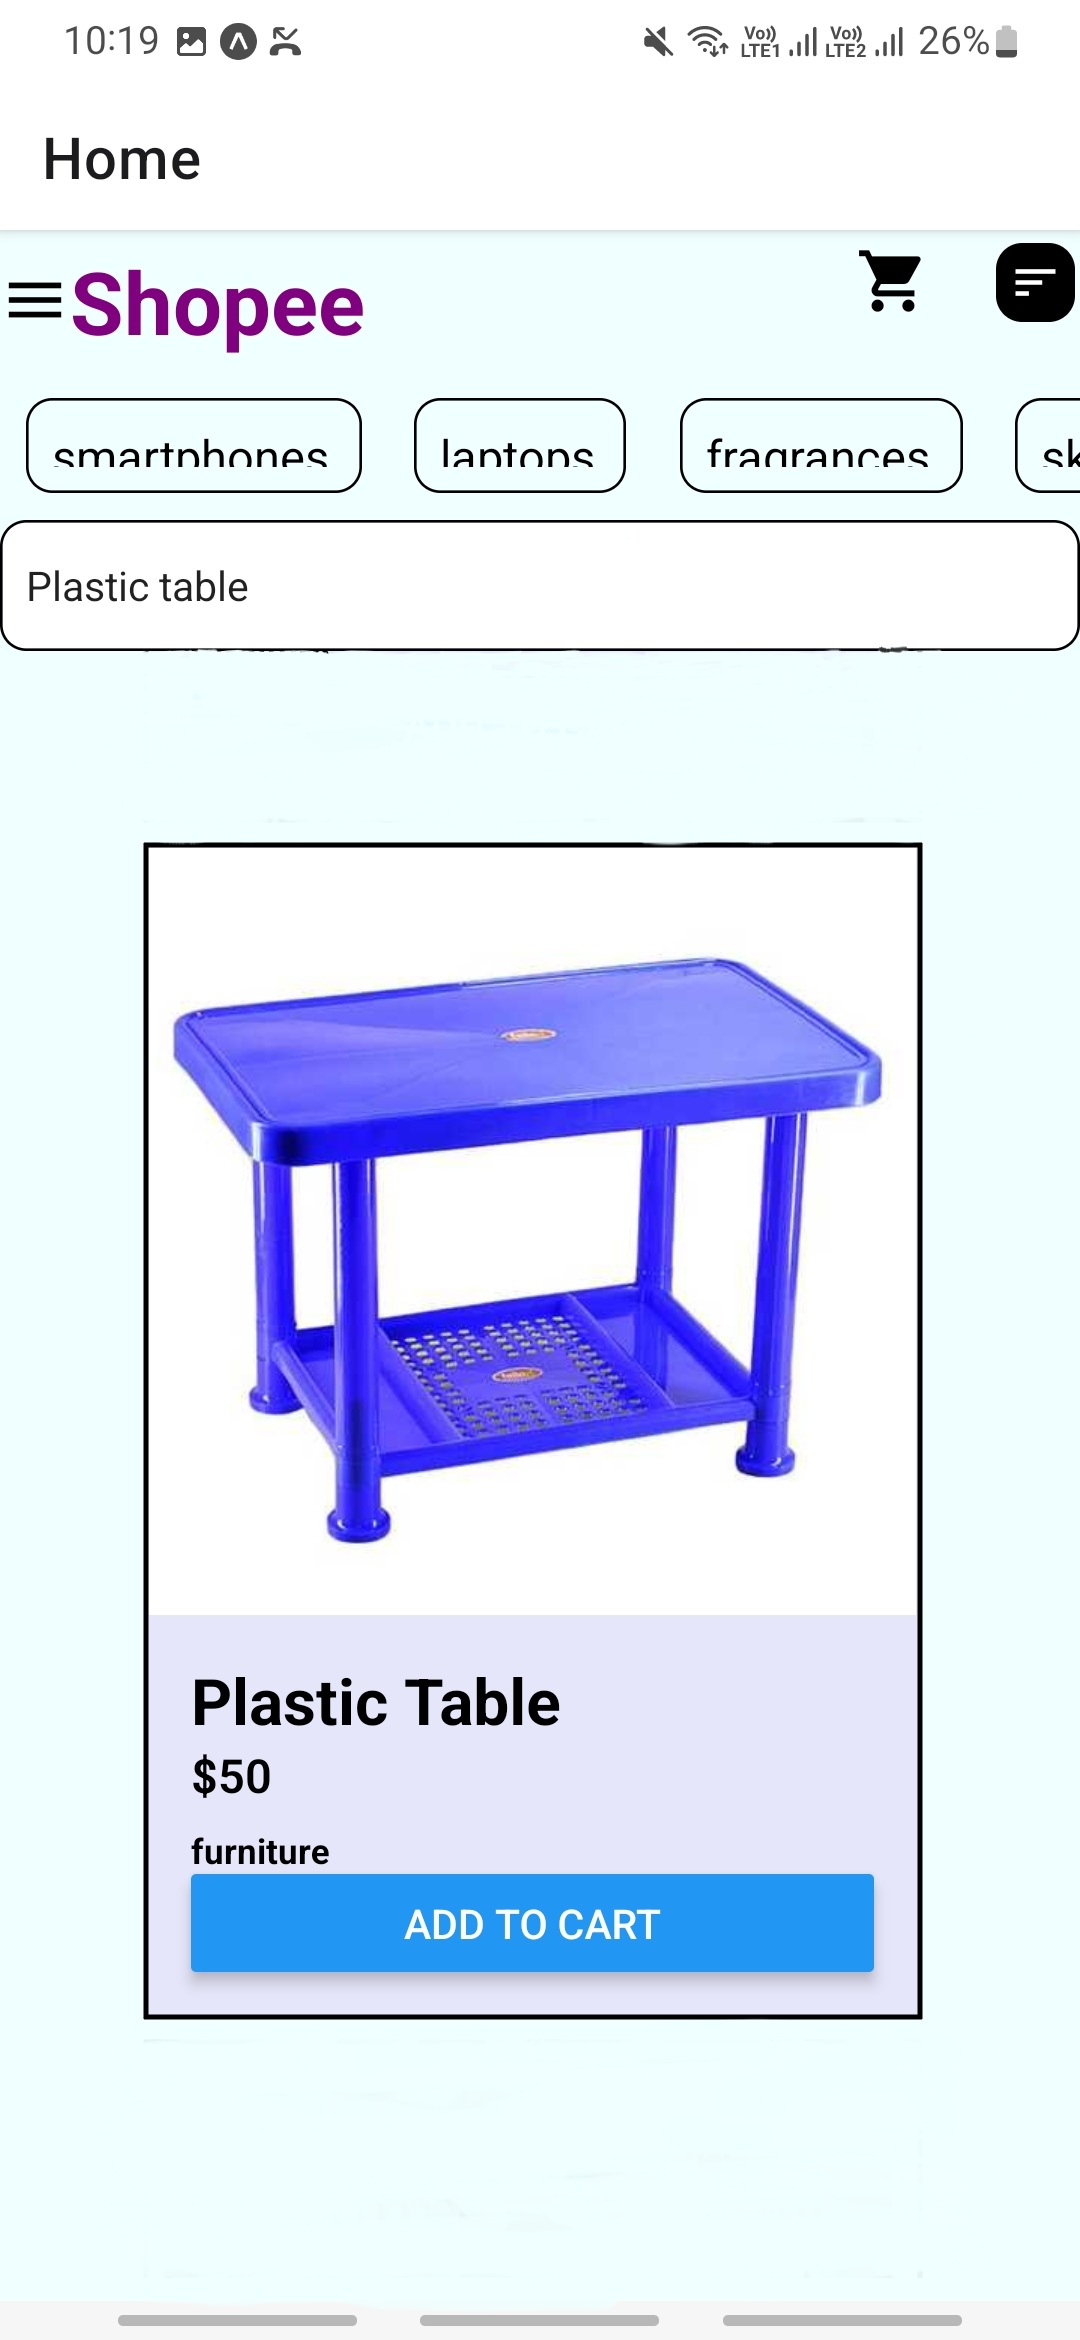 10:19 Vo)) LTE1 Vo)) LTE2 26%
Home
Shopee
smartphones laptops fragrances sk
Plastic table
Plastic Table
$50
furniture
ADD TO CART